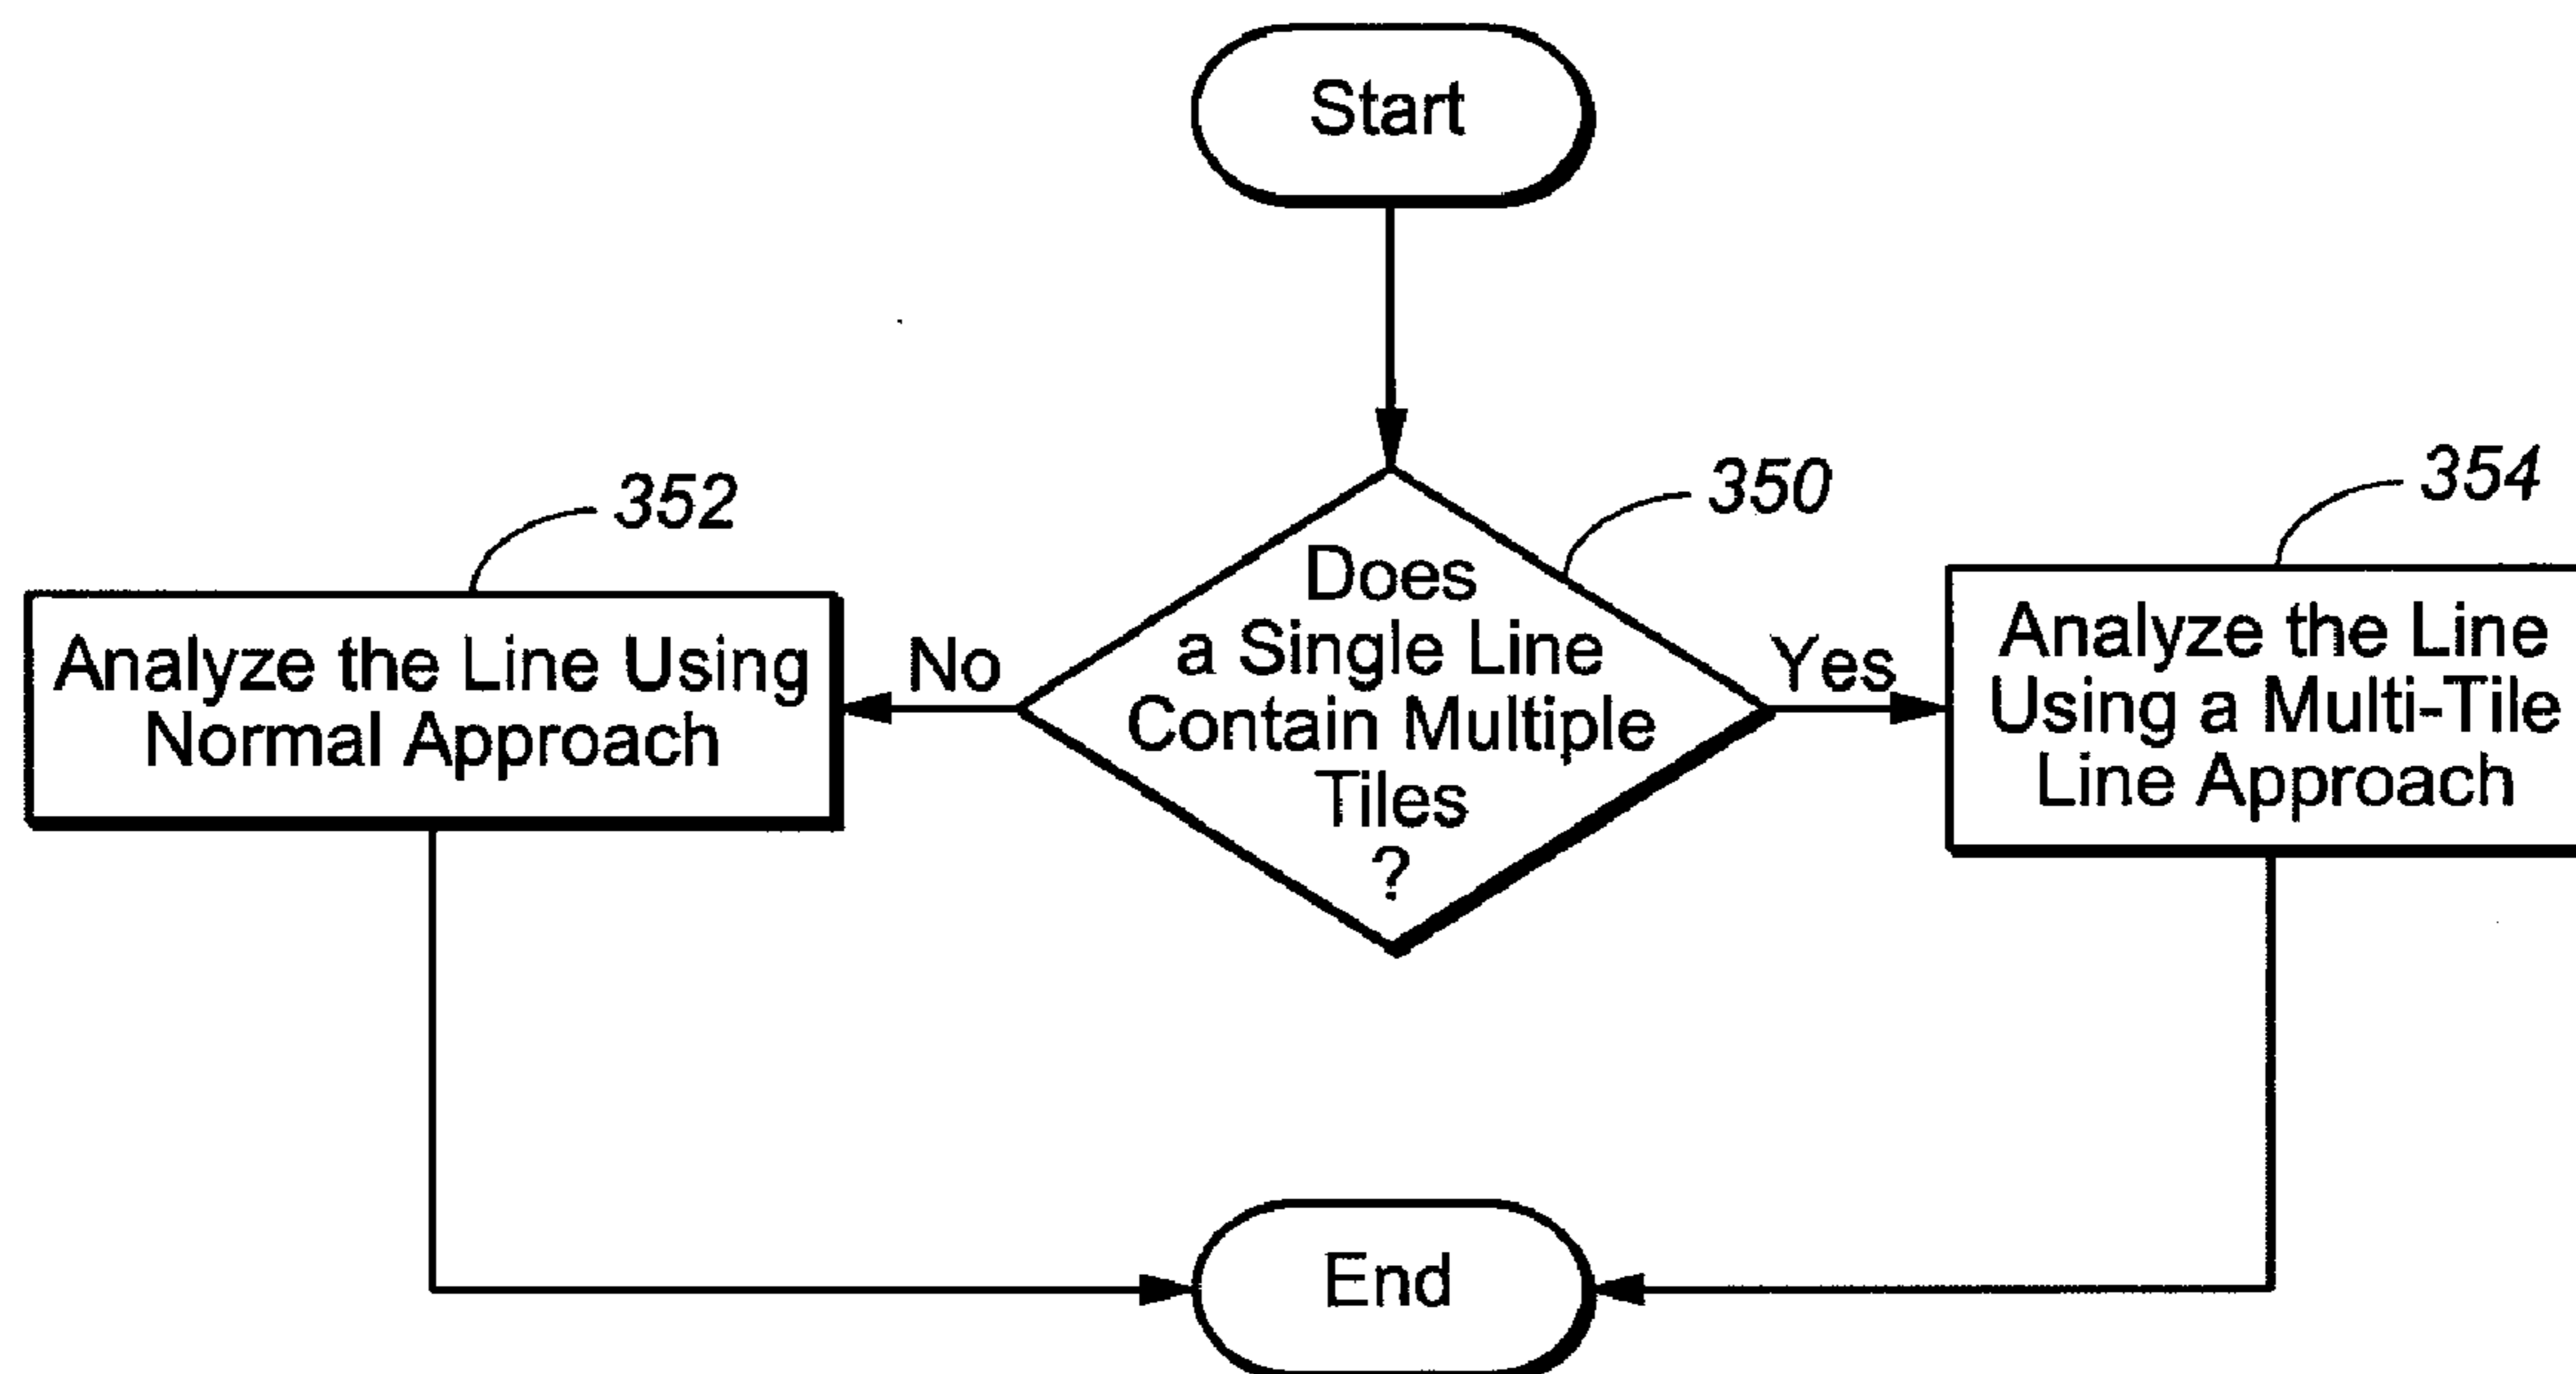 Start
350
Does
a Single Line
Contain Multiple
Tiles
?
No
352
Analyze the Line Using
Normal Approach
Yes
354
Analyze the Line
Using a Multi-Tile
Line Approach
End